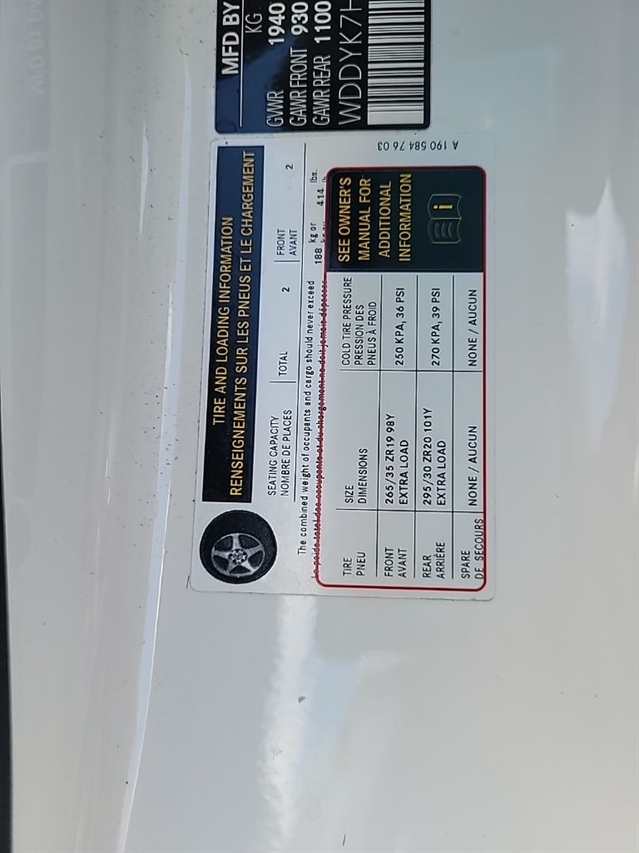 MFD BY
KG
GVWR 1940
GAWR FRONT 930
GAWR REAR 1100
WDDYK7H
A 190 584 76 03
TIRE AND LOADING INFORMATION
RENSEIGNEMENTS SUR LES PNEUS ET LE CHARGEMENT
SEATING CAPACITY
NOMBRE DE PLACES
TOTAL 2
FRONT
AVANT 2
The combined weight of occupants and cargo should never exceed 188 kg or 414 lbs.
TIRE
PNEU
SIZE
DIMENSIONS
COLD TIRE PRESSURE
PRESSION DES
PNEUS À FROID
SEE OWNER'S
MANUAL FOR
ADDITIONAL
INFORMATION
FRONT
AVANT
265/35 ZR19 98Y
EXTRA LOAD
250 KPA, 36 PSI
REAR
ARRIÈRE
295/30 ZR20 101Y
EXTRA LOAD
270 KPA, 39 PSI
SPARE
DE SECOURS
NONE / AUCUN
NONE / AUCUN